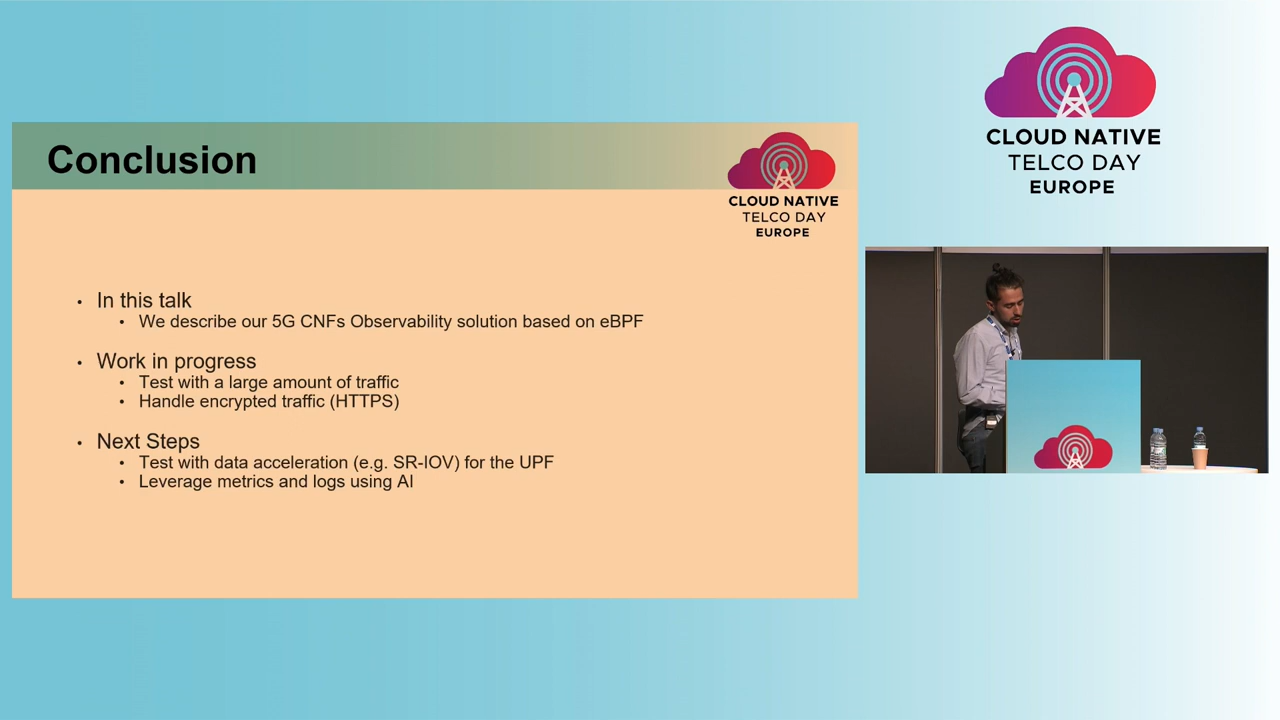 Conclusion
CLOUD NATIVE
TELCO DAY
EUROPE
• In this talk
• We describe our 5G CNFs Observability solution based on eBPF
• Work in progress
• Test with a large amount of traffic
• Handle encrypted traffic (HTTPS)
• Next Steps
• Test with data acceleration (e.g. SR-IOV) for the UPF
• Leverage metrics and logs using AI
CLOUD NATIVE
TELCO DAY
EUROPE